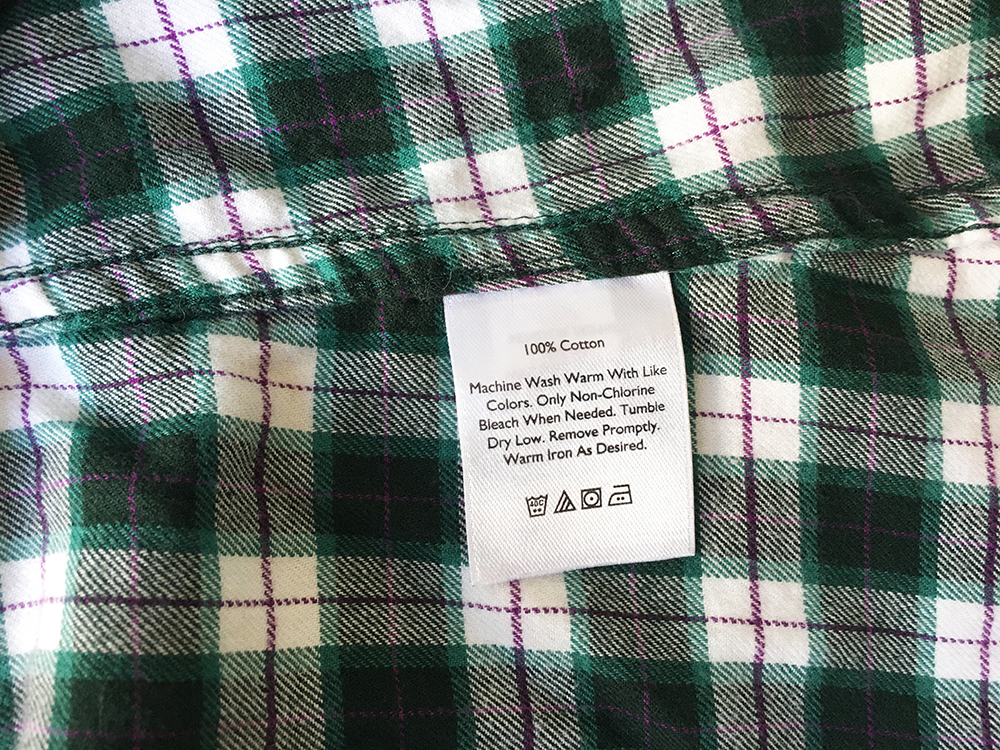 100% Cotton
Machine Wash Warm With Like
Colors. Only Non-Chlorine
Bleach When Needed. Tumble
Dry Low. Remove Promptly.
Warm Iron As Desired.
40C